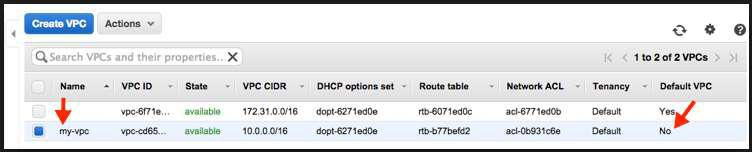 Create VPC Actions
Search VPCs and their properties... X 1 to 2 of 2 VPCs
Name VPC ID State VPC CIDR DHCP options set Route table Network ACL Tenancy Default VPC
vpc-6f71e... available 172.31.0.0/16 dopt-6271ed0e rtb-6071ed0c acl-6771ed0b Default Yes
my-vpc vpc-cd65... available 10.0.0.0/16 dopt-6271ed0e rtb-b77befd2 acl-0b931c6e Default No